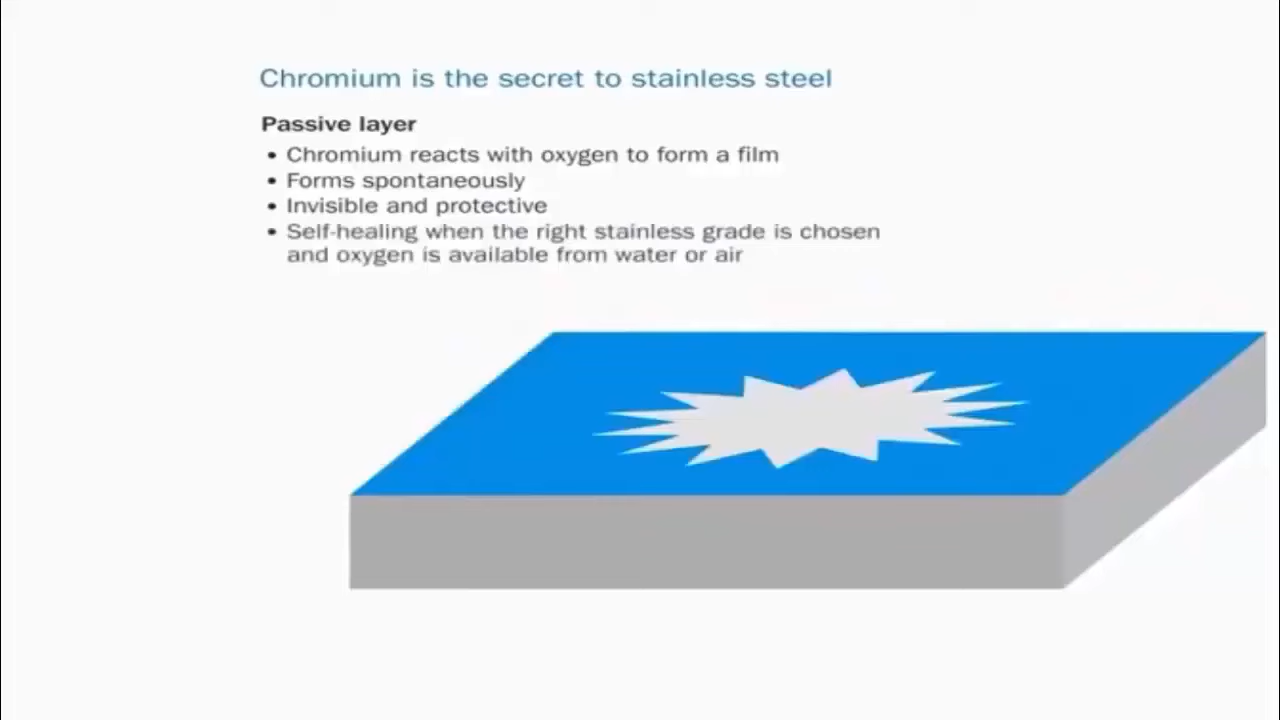 Chromium is the secret to stainless steel
Passive layer
• Chromium reacts with oxygen to form a film
• Forms spontaneously
• Invisible and protective
• Self-healing when the right stainless grade is chosen
and oxygen is available from water or air